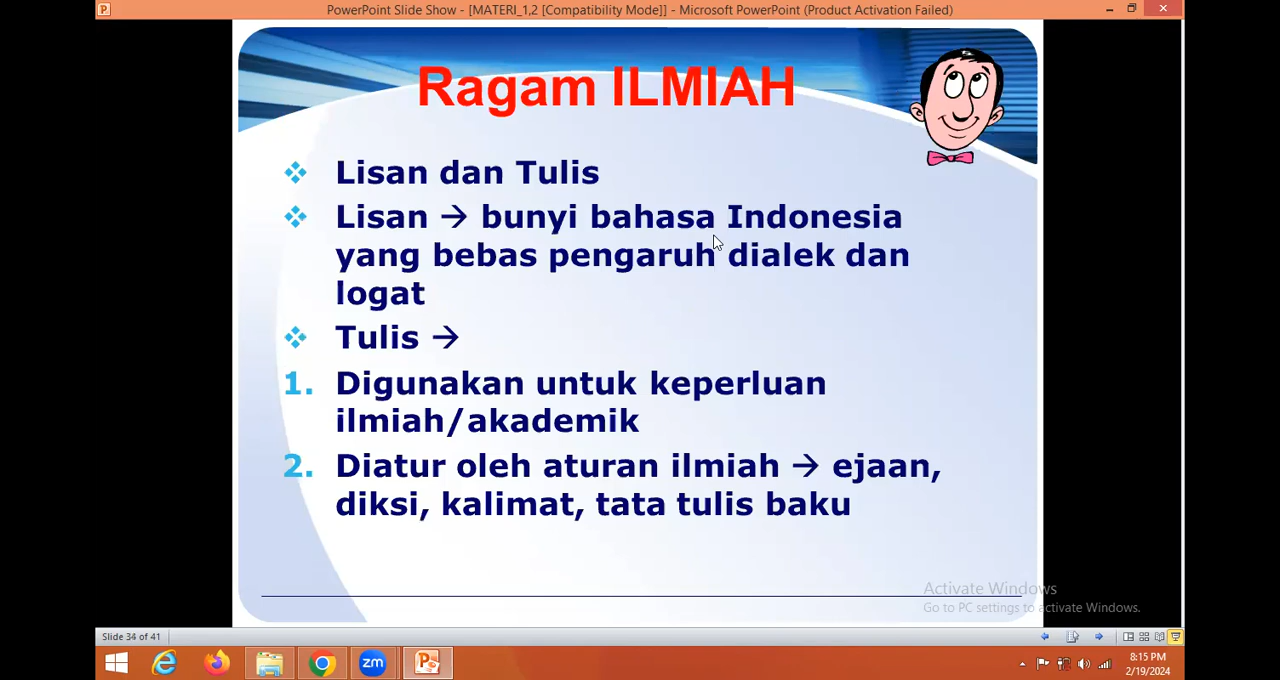 PowerPoint Slide Show - [MATERI_1,2 [Compatibility Mode]] - Microsoft PowerPoint (Product Activation Failed)
Ragam ILMIAH
❖ Lisan dan Tulis
❖ Lisan → bunyi bahasa Indonesia
yang bebas pengaruh dialek dan
logat
❖ Tulis →
1. Digunakan untuk keperluan
ilmiah/akademik
2. Diatur oleh aturan ilmiah → ejaan,
diksi, kalimat, tata tulis baku
Activate Windows
Go to PC settings to activate Windows.
Slide 34 of 41
zm
8:15 PM
2/19/2024